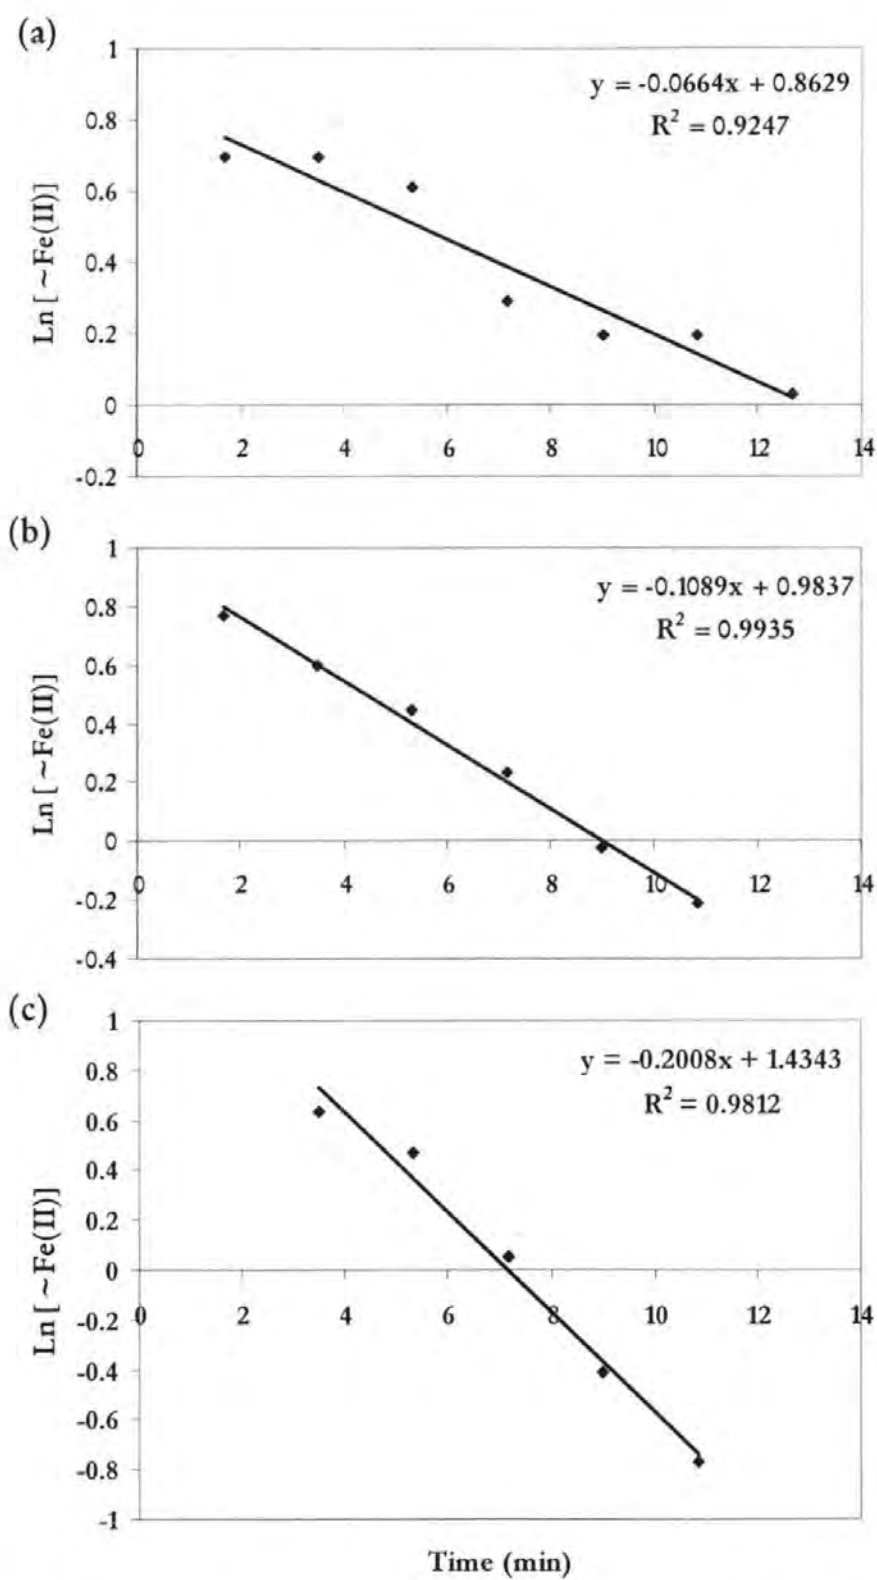 (a)
1
y = -0.0664x + 0.8629
R² = 0.9247
0.8
0.6
0.4
0.2
0
0 2 4 6 8 10 12 14
-0.2
Ln [ ~Fe(II)]
(b)
1
y = -0.1089x + 0.9837
R² = 0.9935
0.8
0.6
0.4
0.2
0
0 2 4 6 8 10 12 14
-0.2
-0.4
Ln [ ~Fe(II)]
(c)
1
y = -0.2008x + 1.4343
R² = 0.9812
0.8
0.6
0.4
0.2
0
0 2 4 6 8 10 12 14
-0.2
-0.4
-0.6
-0.8
-1
Ln [ ~Fe(II)]
Time (min)